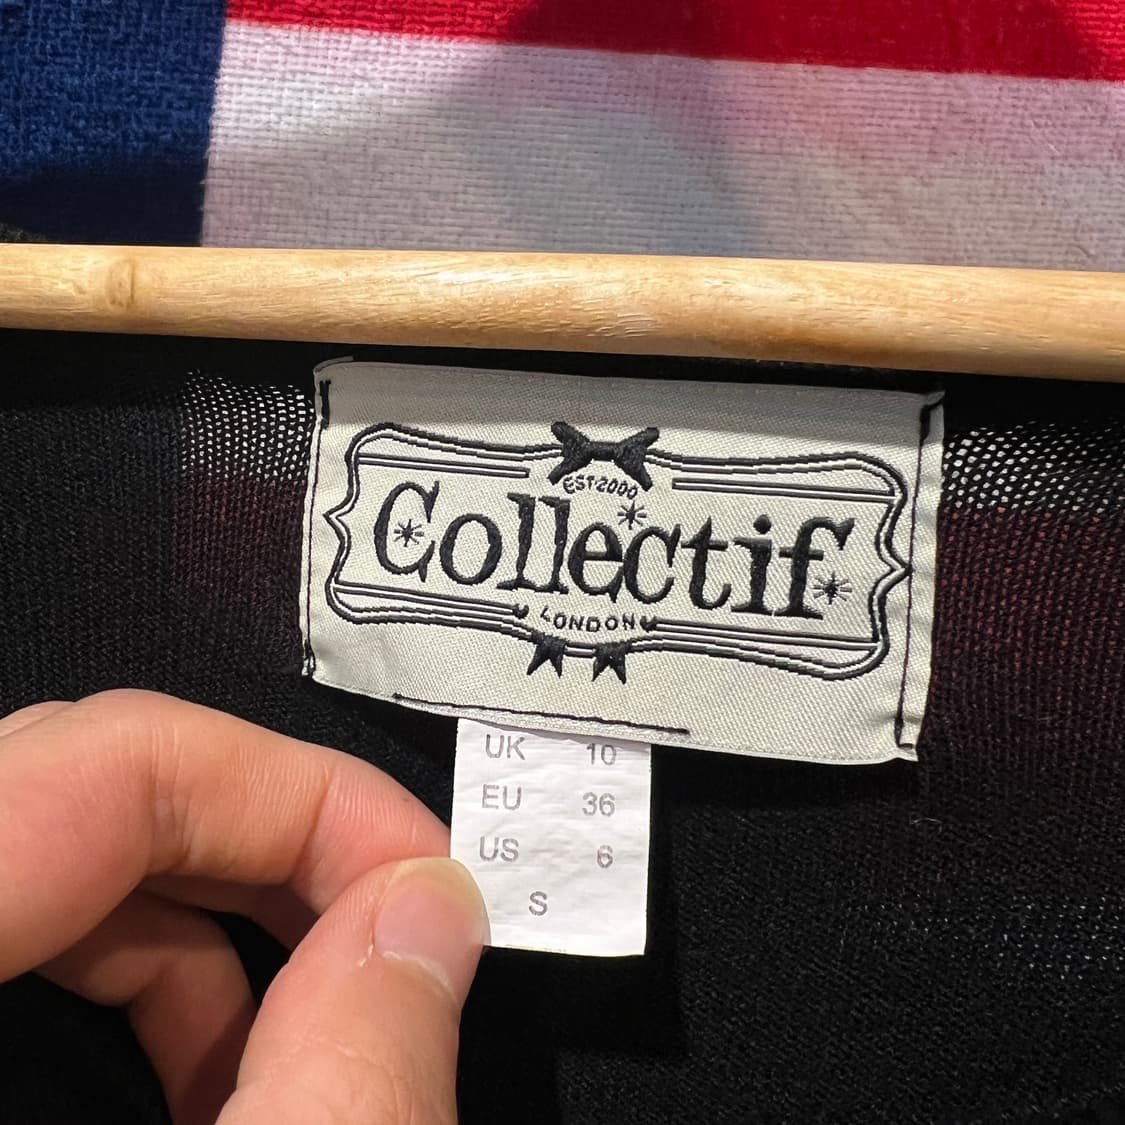 EST·2000
Collectif
LONDON
UK 10
EU 36
US 6
S